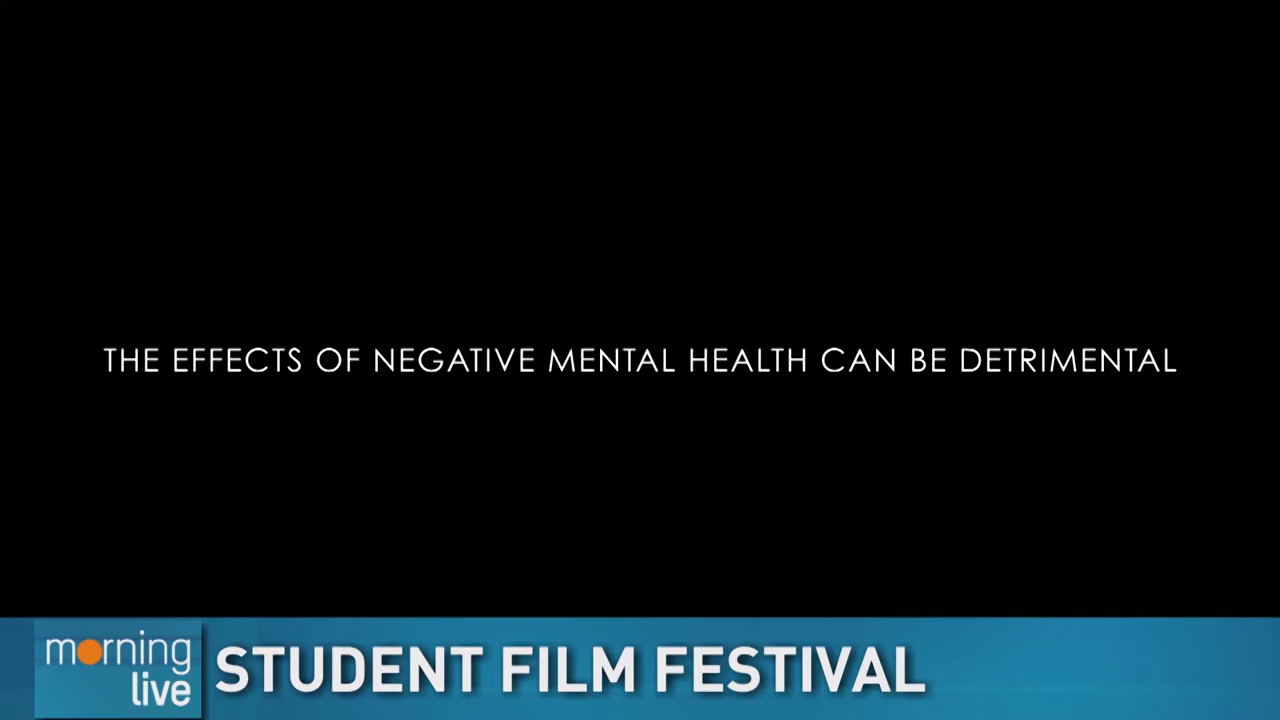 THE EFFECTS OF NEGATIVE MENTAL HEALTH CAN BE DETRIMENTAL
morning
live
STUDENT FILM FESTIVAL